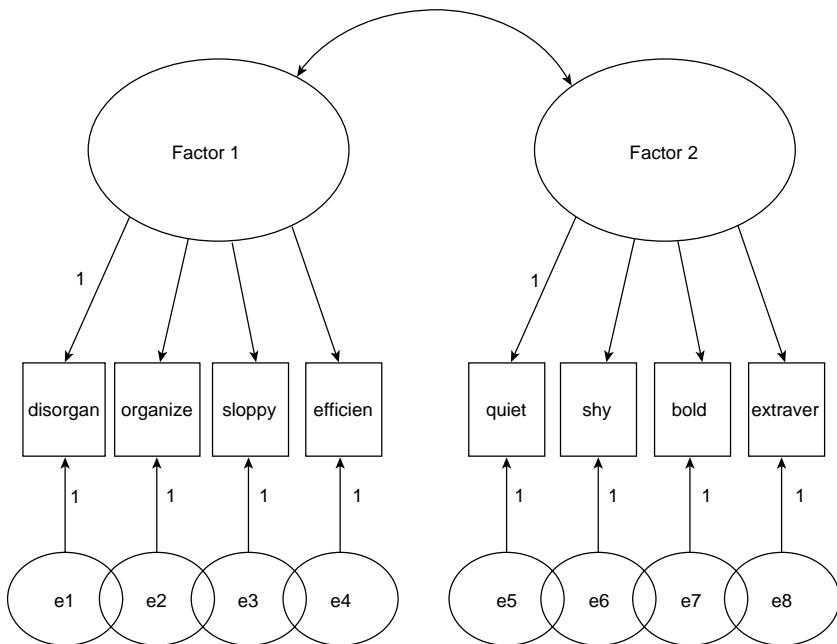 Factor 1 Factor 2
1 1
disorgan organize sloppy efficien quiet shy bold extraver
1 1 1 1 1 1 1 1
e1 e2 e3 e4 e5 e6 e7 e8